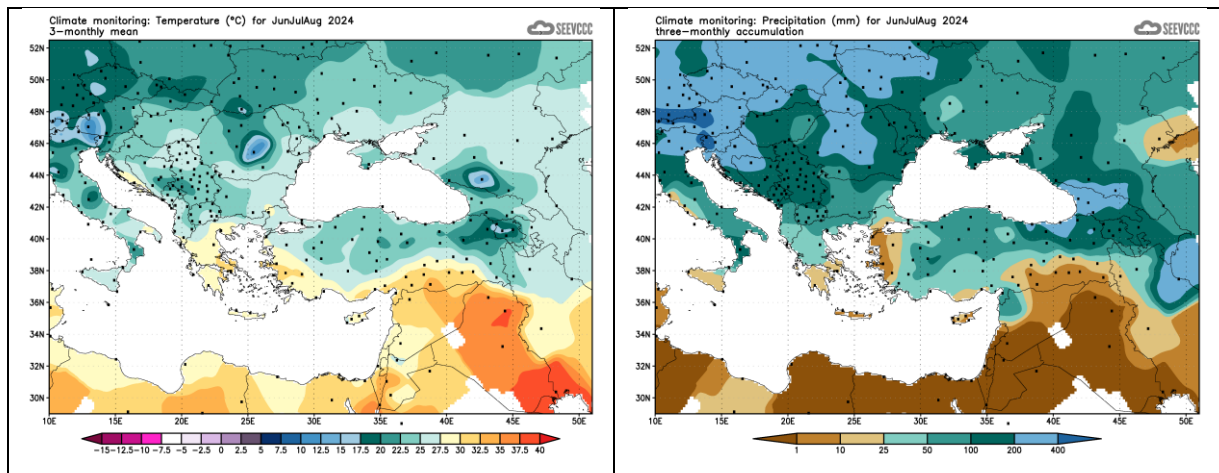 Climate monitoring: Temperature (°C) for JunJulAug 2024
3-monthly mean
SEEVCCC
52N
50N
48N
46N
44N
42N
40N
38N
36N
34N
32N
30N
10E 15E 20E 25E 30E 35E 40E 45E 50E
-15 -12.5 -10 -7.5 -5 -2.5 0 2.5 5 7.5 10 12.5 15 17.5 20 22.5 25 27.5 30 32.5 35 37.5 40
Climate monitoring: Precipitation (mm) for JunJulAug 2024
three-monthly accumulation
SEEVCCC
52N
50N
48N
46N
44N
42N
40N
38N
36N
34N
32N
30N
10E 15E 20E 25E 30E 35E 40E 45E 50E
1 10 25 50 100 200 400